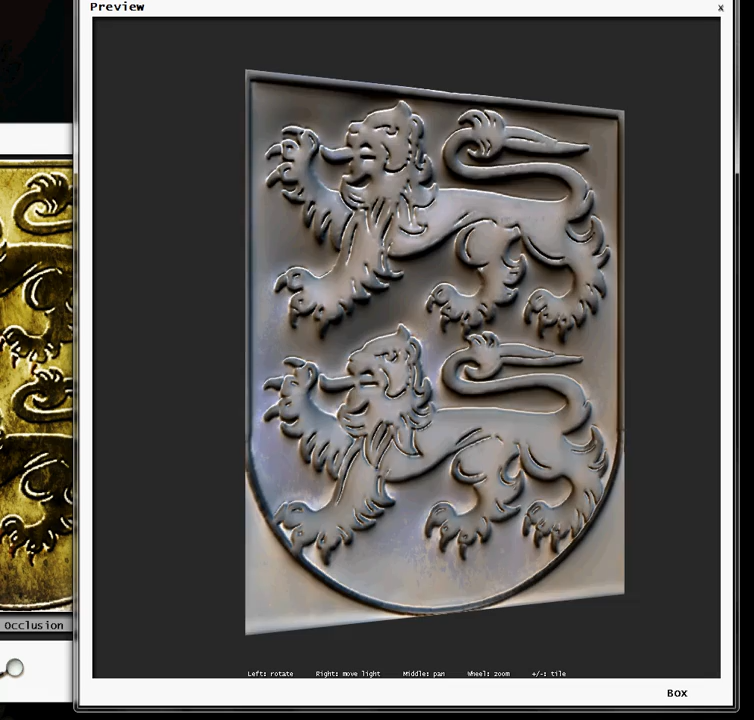 Preview
x
Occlusion
Left: rotate Right: move light Middle: pan Wheel: zoom +/-: tile
Box